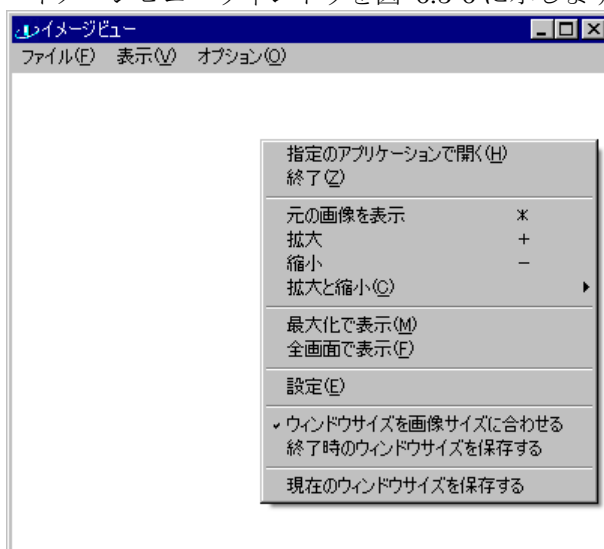 イメージビュー
ファイル(F) 表示(V) オプション(O)
指定のアプリケーションで開く(H)
終了(Z)
元の画像を表示 *
拡大 +
縮小 -
拡大と縮小(C)
最大化で表示(M)
全画面で表示(F)
設定(E)
ウィンドウサイズを画像サイズに合わせる
終了時のウィンドウサイズを保存する
現在のウィンドウサイズを保存する